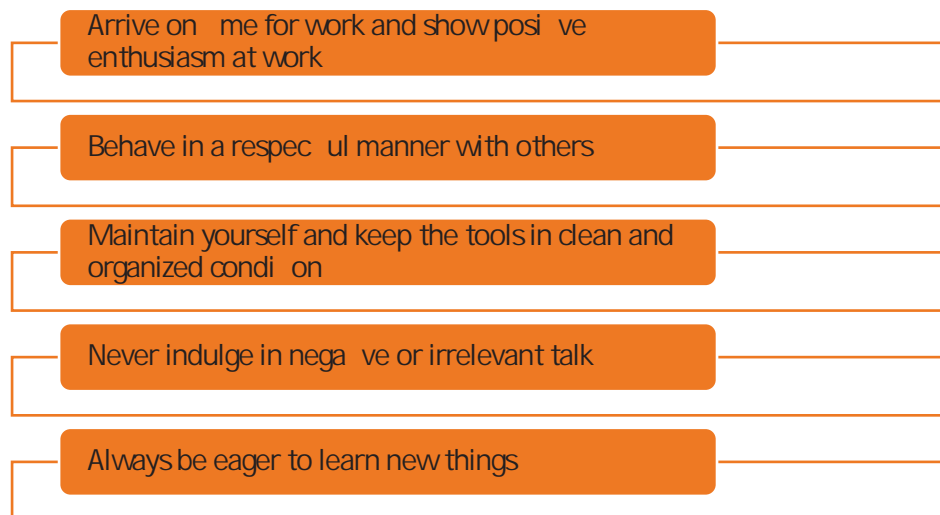 Arrive on me for work and show posi ve
enthusiasm at work
Behave in a respec ul manner with others
Maintain yourself and keep the tools in clean and
organized condi on
Never indulge in nega ve or irrelevant talk
Always be eager to learn new things